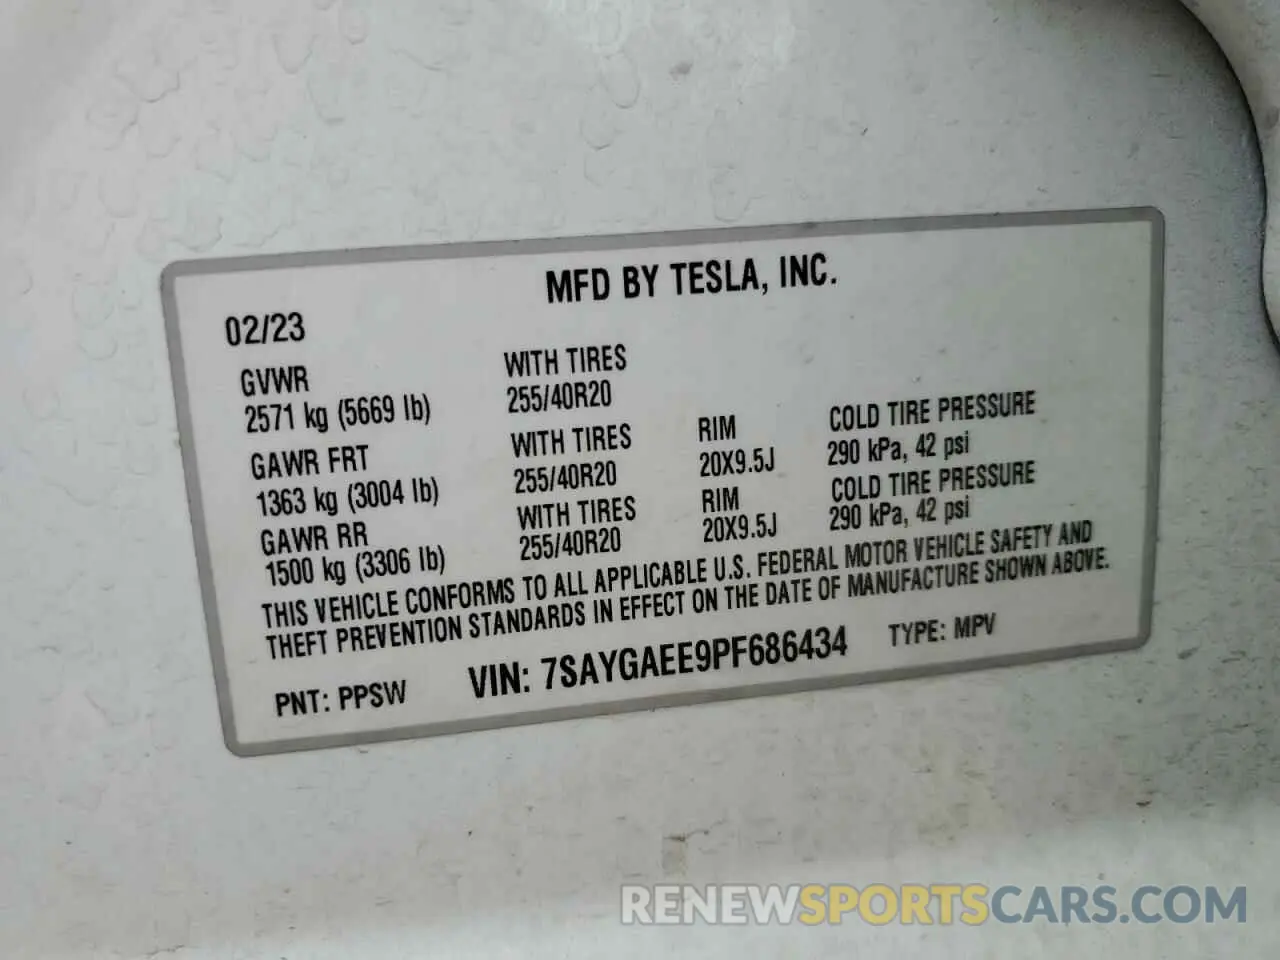 MFD BY TESLA, INC.
02/23
GVWR WITH TIRES
2571 kg (5669 lb) 255/40R20
GAWR FRT WITH TIRES RIM COLD TIRE PRESSURE
1363 kg (3004 lb) 255/40R20 20X9.5J 290 kPa, 42 psi
GAWR RR WITH TIRES RIM COLD TIRE PRESSURE
1500 kg (3306 lb) 255/40R20 20X9.5J 290 kPa, 42 psi
THIS VEHICLE CONFORMS TO ALL APPLICABLE U.S. FEDERAL MOTOR VEHICLE SAFETY AND
THEFT PREVENTION STANDARDS IN EFFECT ON THE DATE OF MANUFACTURE SHOWN ABOVE.
PNT: PPSW VIN: 7SAYGAEE9PF686434 TYPE: MPV
RENEWSPORTSCARS.COM